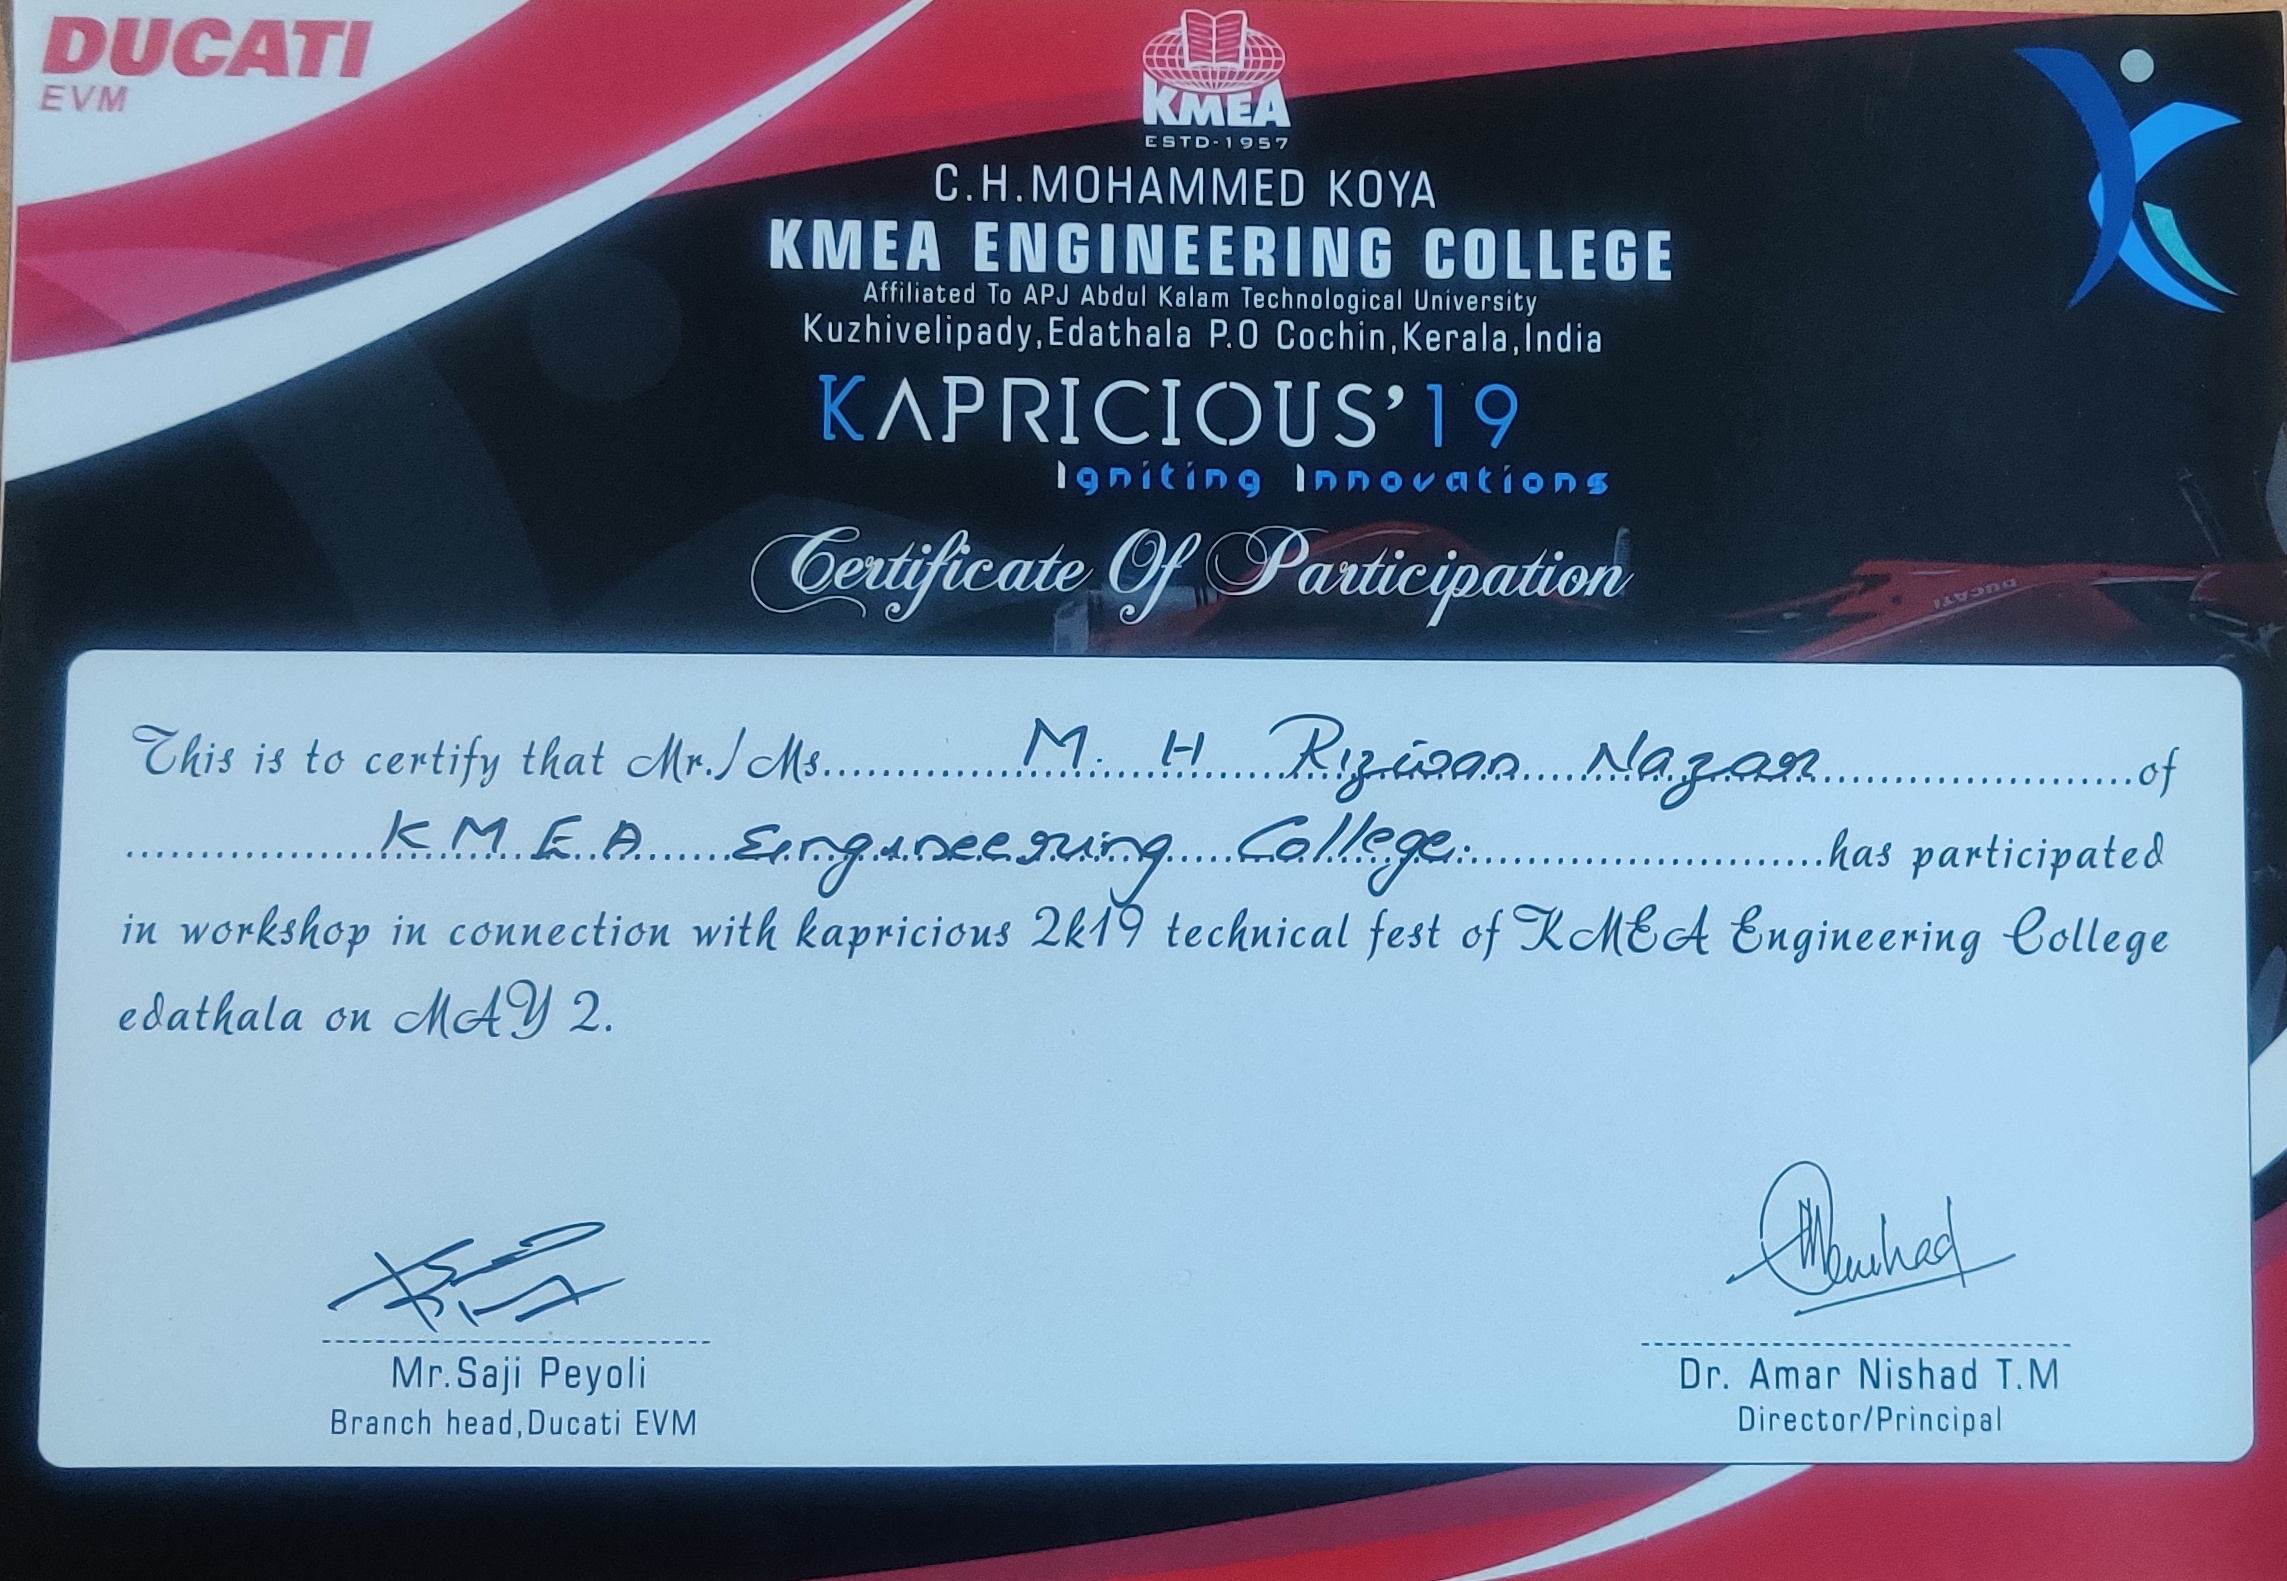 DUCATI
EVM
KMEA
ESTD-1957
C.H.MOHAMMED KOYA
KMEA ENGINEERING COLLEGE
Affiliated To APJ Abdul Kalam Technological University
Kuzhivelipady,Edathala P.O Cochin,Kerala,India
KAPRICIOUS'19
Igniting Innovations
Certificate Of Participation
DUCATI
This is to certify that Mr./Ms.......M. H Rizwan Nazar.......of
.......K M E A Engineering College.......has participated
in workshop in connection with kapricious 2k19 technical fest of KMEA Engineering College
edathala on MAY 2.
Mr.Saji Peyoli
Branch head,Ducati EVM
Dr. Amar Nishad T.M
Director/Principal